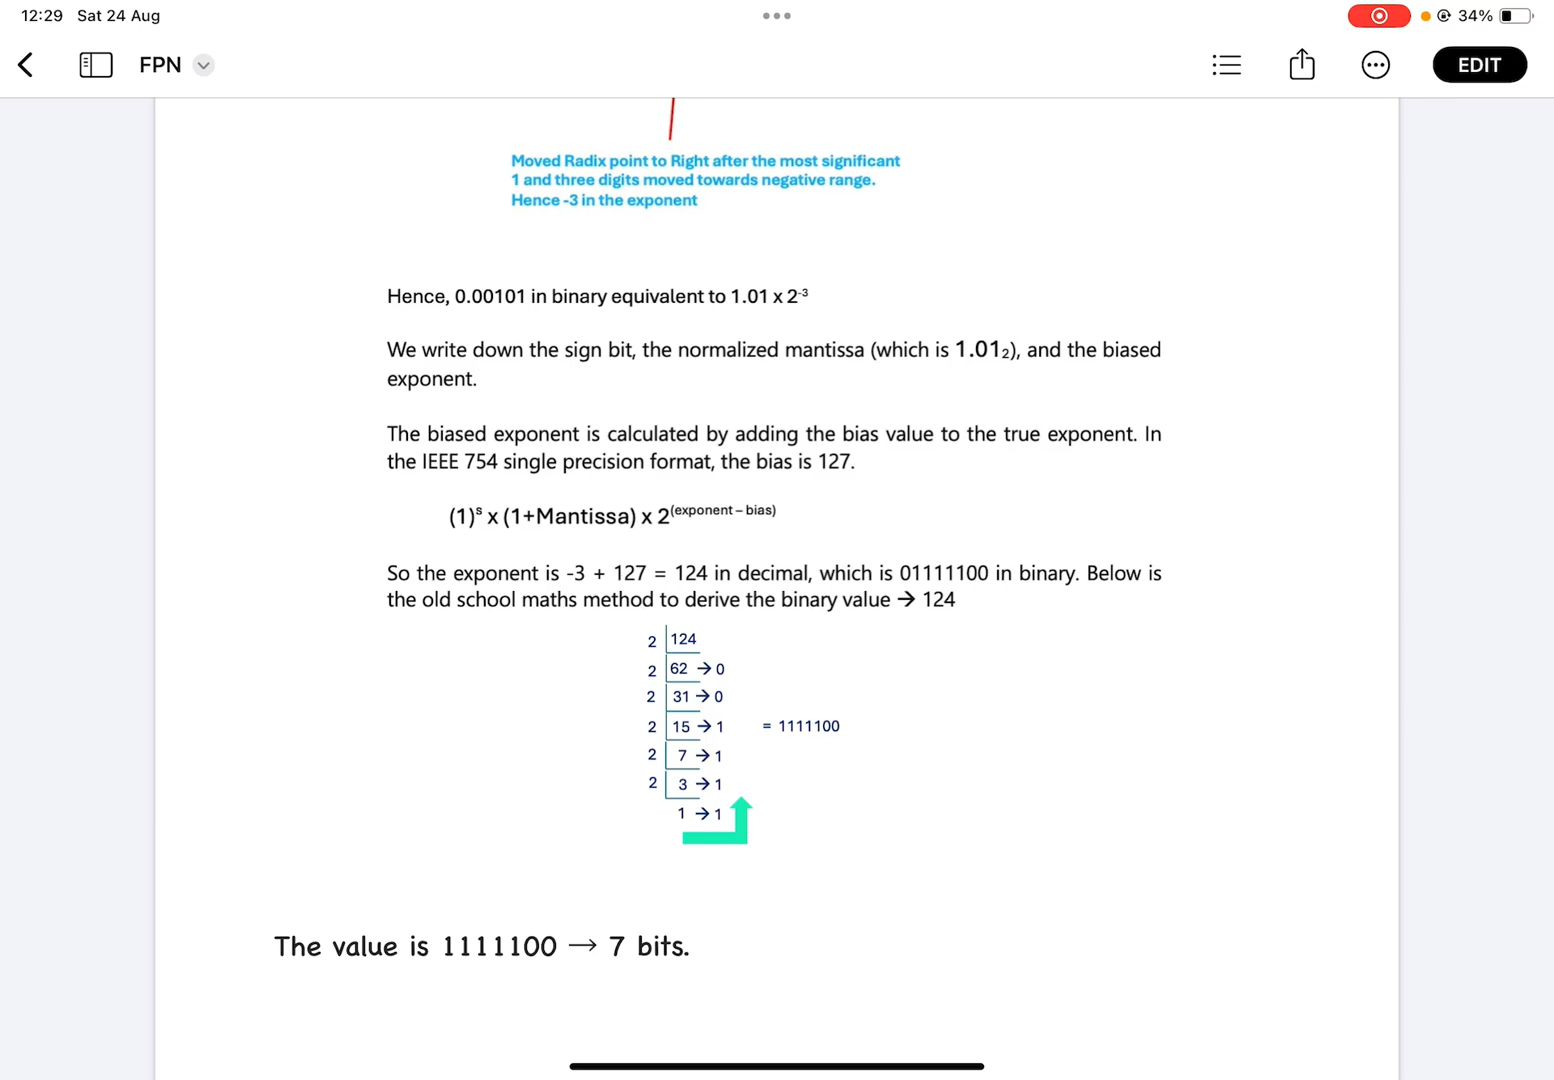 12:29 Sat 24 Aug
34%
FPN
EDIT
Moved Radix point to Right after the most significant
1 and three digits moved towards negative range.
Hence -3 in the exponent
Hence, 0.00101 in binary equivalent to 1.01 x 2⁻³
We write down the sign bit, the normalized mantissa (which is 1.01₂), and the biased
exponent.
The biased exponent is calculated by adding the bias value to the true exponent. In
the IEEE 754 single precision format, the bias is 127.
(1)ˢ x (1+Mantissa) x 2^(exponent – bias)
So the exponent is -3 + 127 = 124 in decimal, which is 01111100 in binary. Below is
the old school maths method to derive the binary value → 124
2 124
2 62 → 0
2 31 → 0
2 15 → 1 = 1111100
2 7 → 1
2 3 → 1
1 → 1
The value is 1111100 → 7 bits.